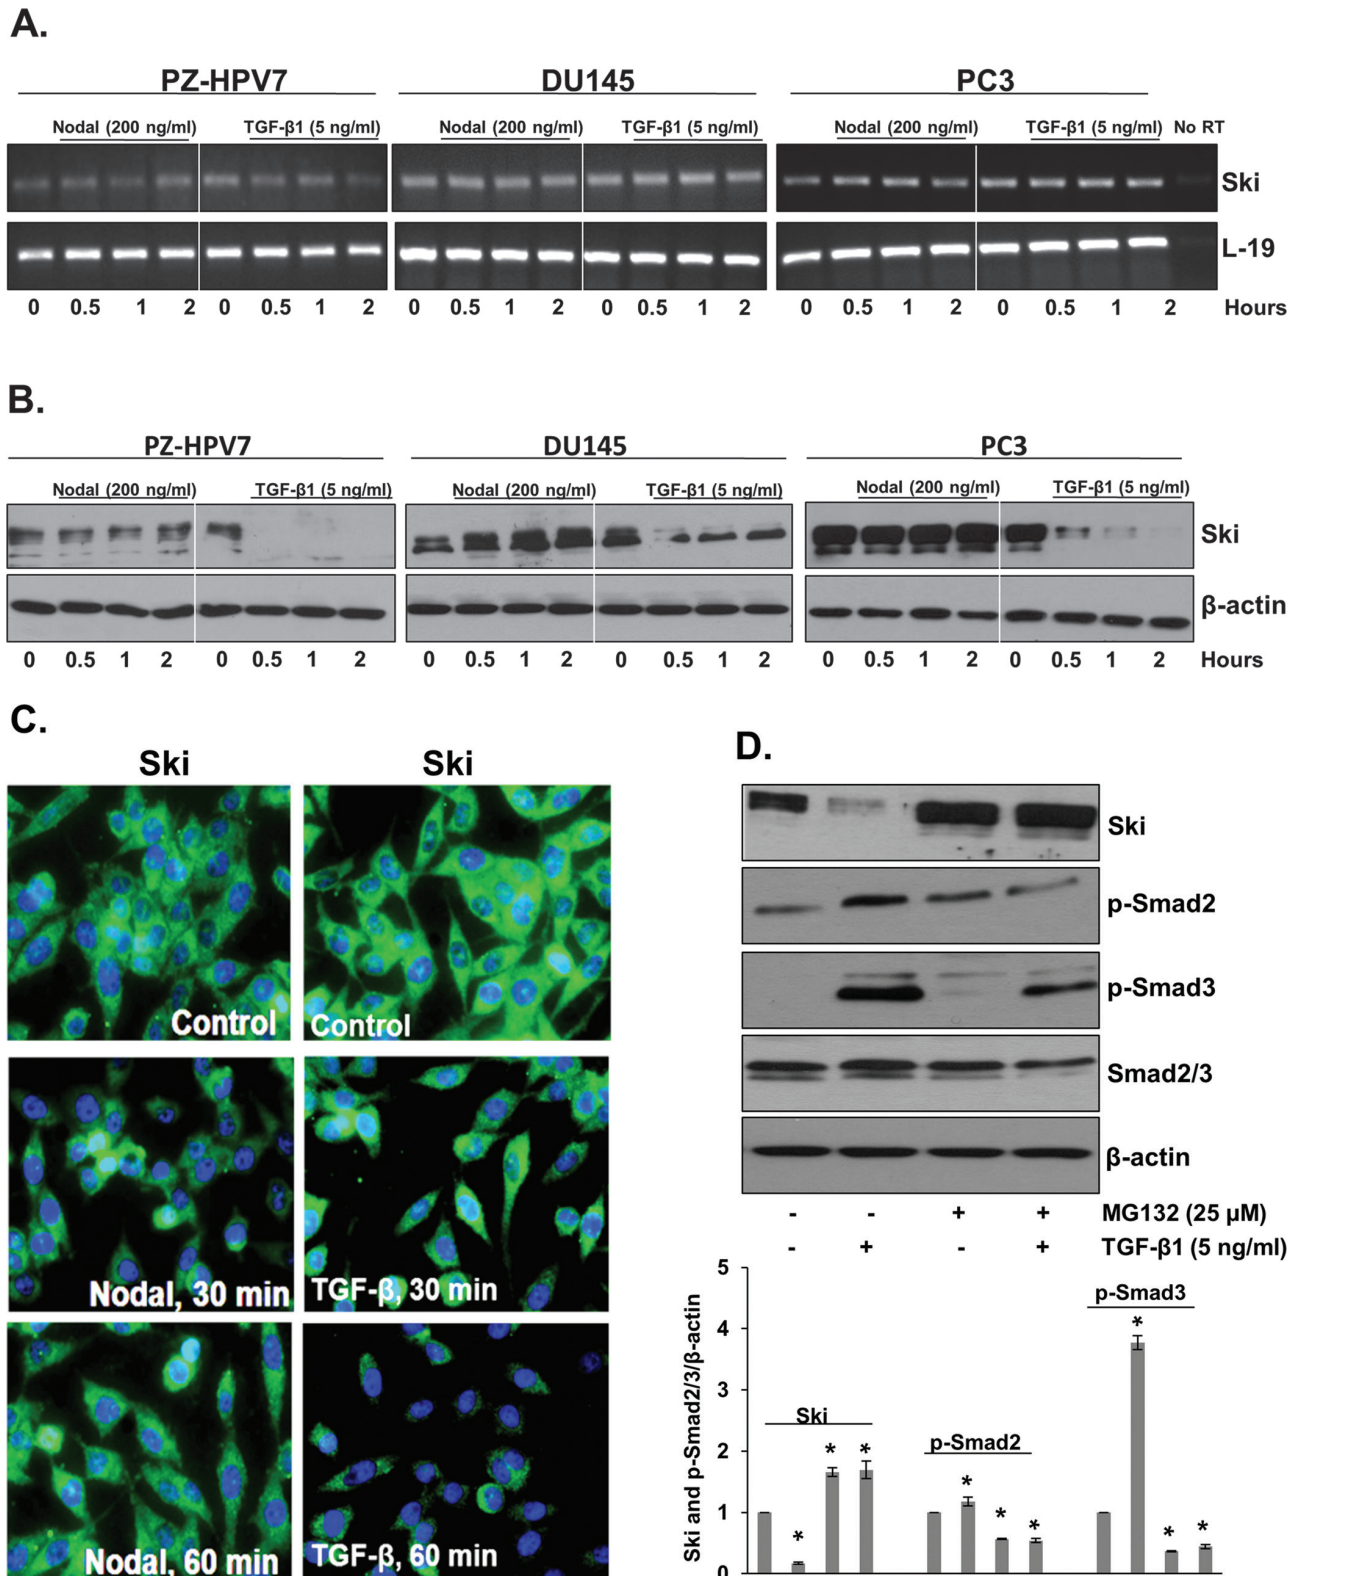 A.
PZ-HPV7 DU145 PC3
Nodal (200 ng/ml) TGF-β1 (5 ng/ml) Nodal (200 ng/ml) TGF-β1 (5 ng/ml) Nodal (200 ng/ml) TGF-β1 (5 ng/ml) No RT
Ski
L-19
0 0.5 1 2 0 0.5 1 2 0 0.5 1 2 0 0.5 1 2 0 0.5 1 2 0 0.5 1 2 Hours
B.
PZ-HPV7 DU145 PC3
Nodal (200 ng/ml) TGF-β1 (5 ng/ml) Nodal (200 ng/ml) TGF-β1 (5 ng/ml) Nodal (200 ng/ml) TGF-β1 (5 ng/ml)
Ski
β-actin
0 0.5 1 2 0 0.5 1 2 0 0.5 1 2 0 0.5 1 2 0 0.5 1 2 0 0.5 1 2 Hours
C.
Ski Ski
Control Control
Nodal, 30 min TGF-β, 30 min
Nodal, 60 min TGF-β, 60 min
D.
Ski
p-Smad2
p-Smad3
Smad2/3
β-actin
- - + + MG132 (25 μM)
- + - + TGF-β1 (5 ng/ml)
Ski and p-Smad2/3/β-actin
5
4
3
2
1
0
Ski
* * *
p-Smad2
* * *
p-Smad3
* * *